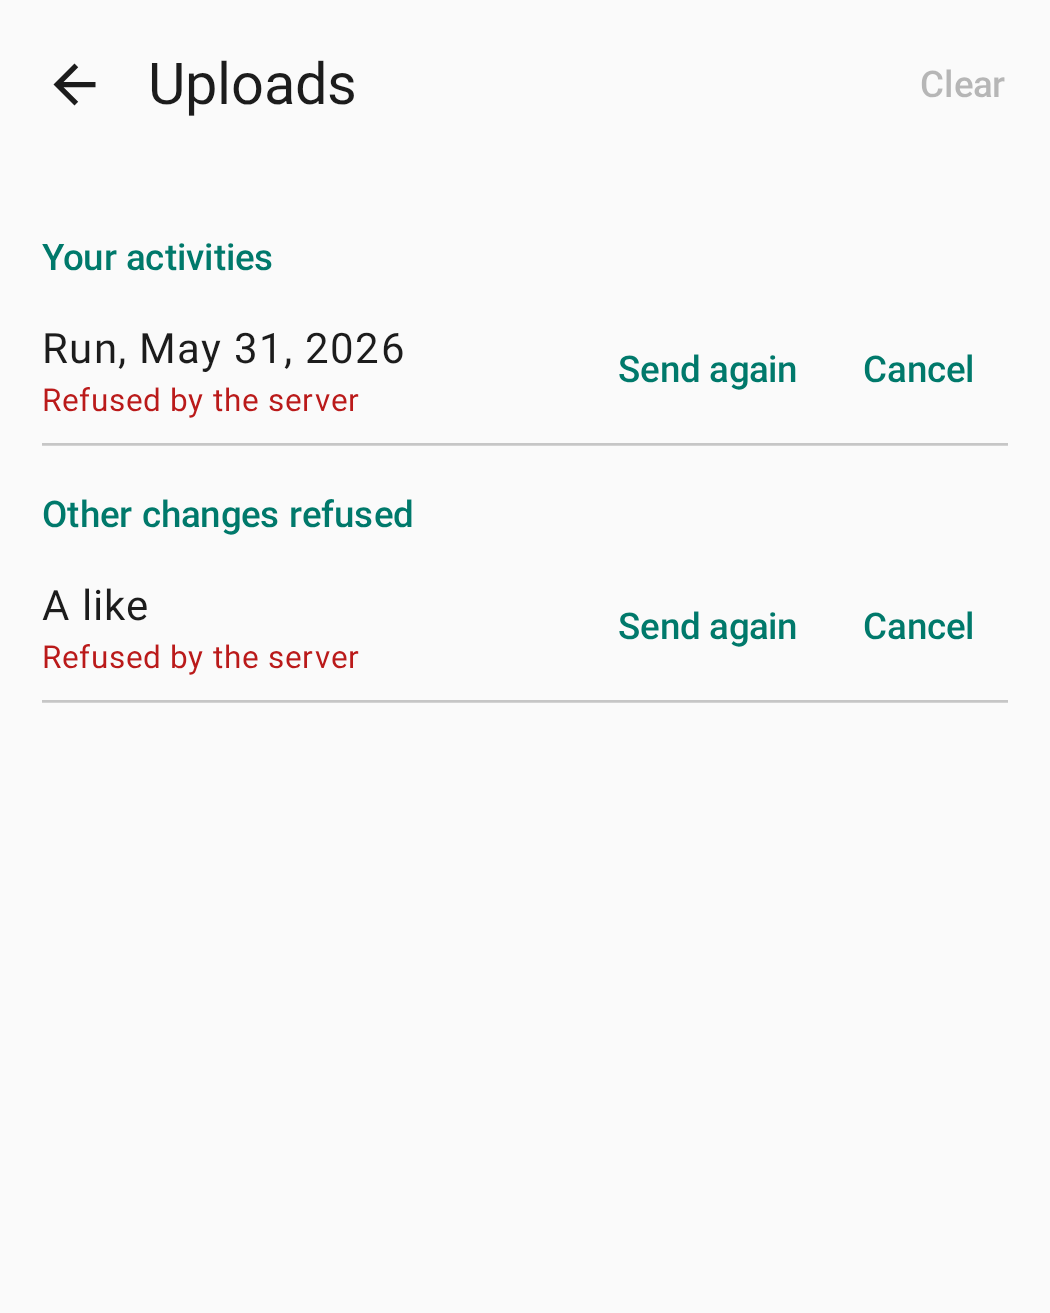 Uploads
Clear
Your activities
Run, May 31, 2026
Refused by the server
Send again
Cancel
Other changes refused
A like
Refused by the server
Send again
Cancel